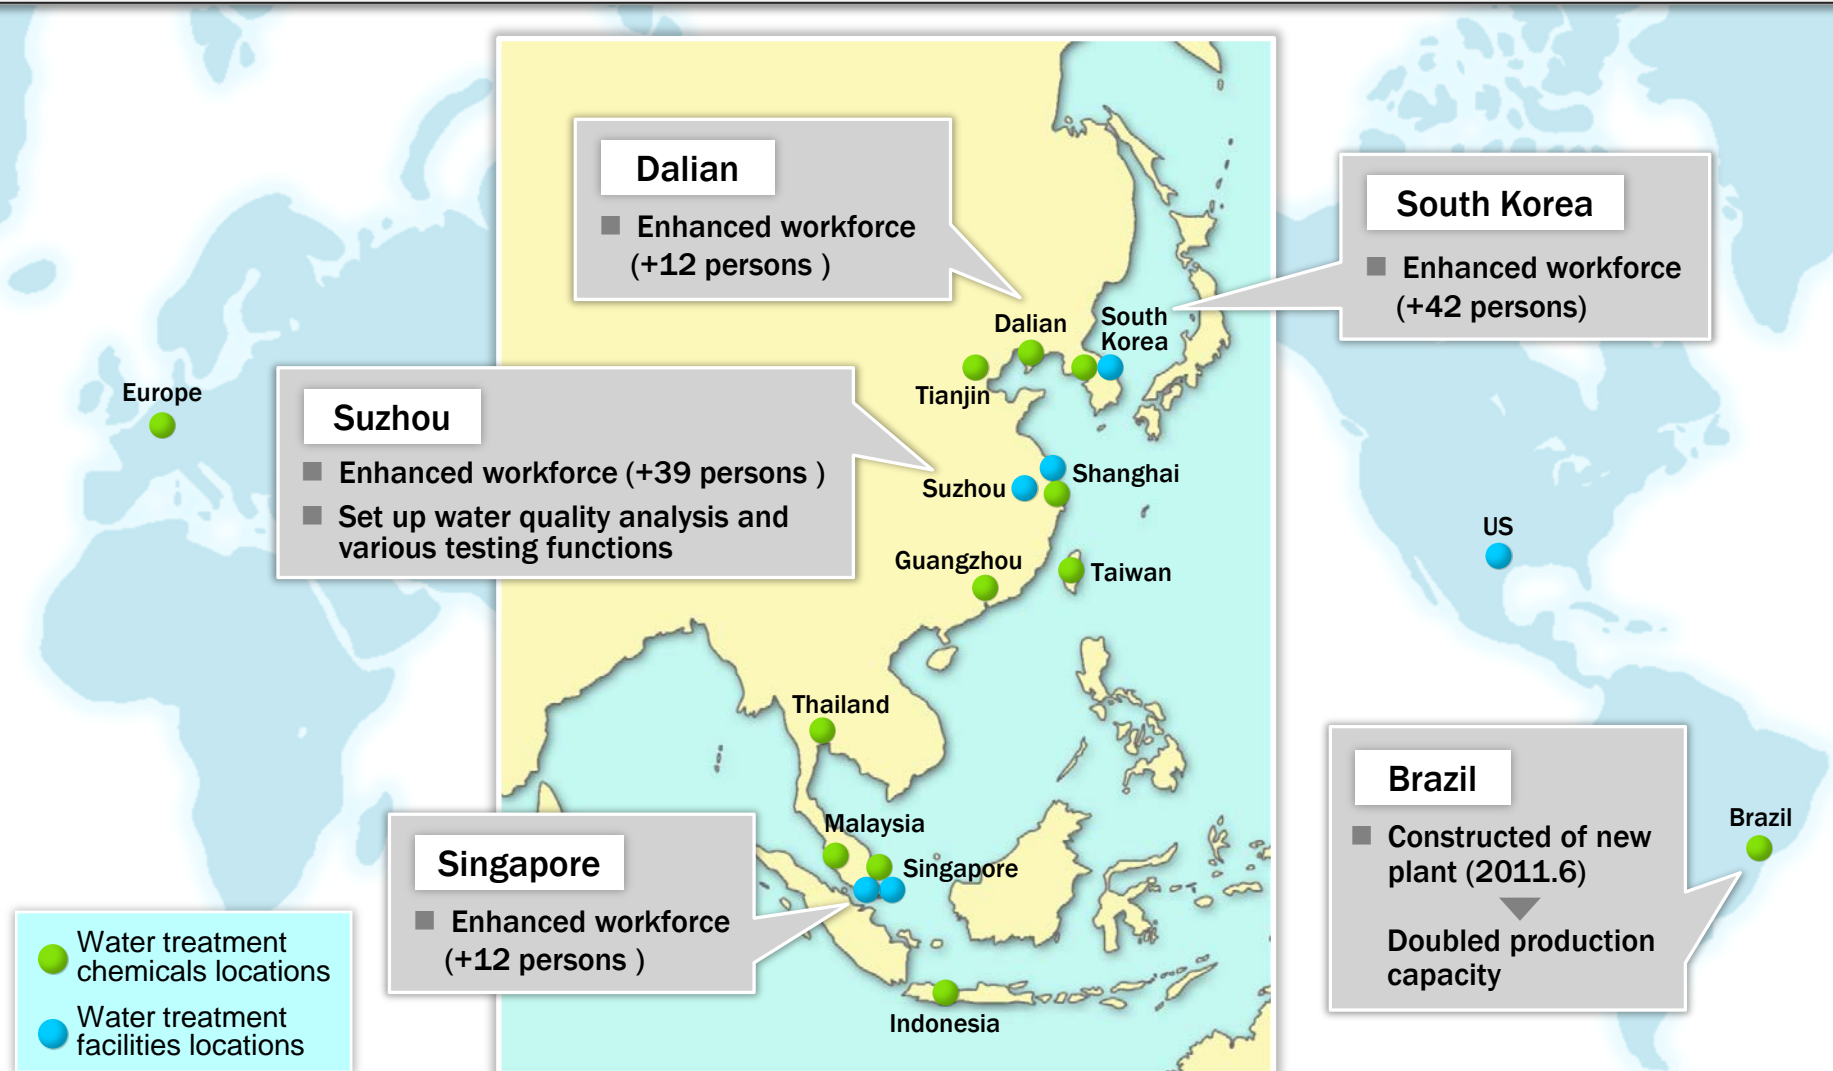 Dalian
Enhanced workforce
(+12 persons )
South Korea
Enhanced workforce
(+42 persons)
Dalian
South
Korea
Tianjin
Europe
Suzhou
Enhanced workforce (+39 persons )
Set up water quality analysis and
various testing functions
Suzhou
Shanghai
Guangzhou
Taiwan
US
Thailand
Malaysia
Singapore
Singapore
Enhanced workforce
(+12 persons )
Indonesia
Brazil
Constructed of new
plant (2011.6)
Doubled production
capacity
Brazil
Water treatment
chemicals locations
Water treatment
facilities locations